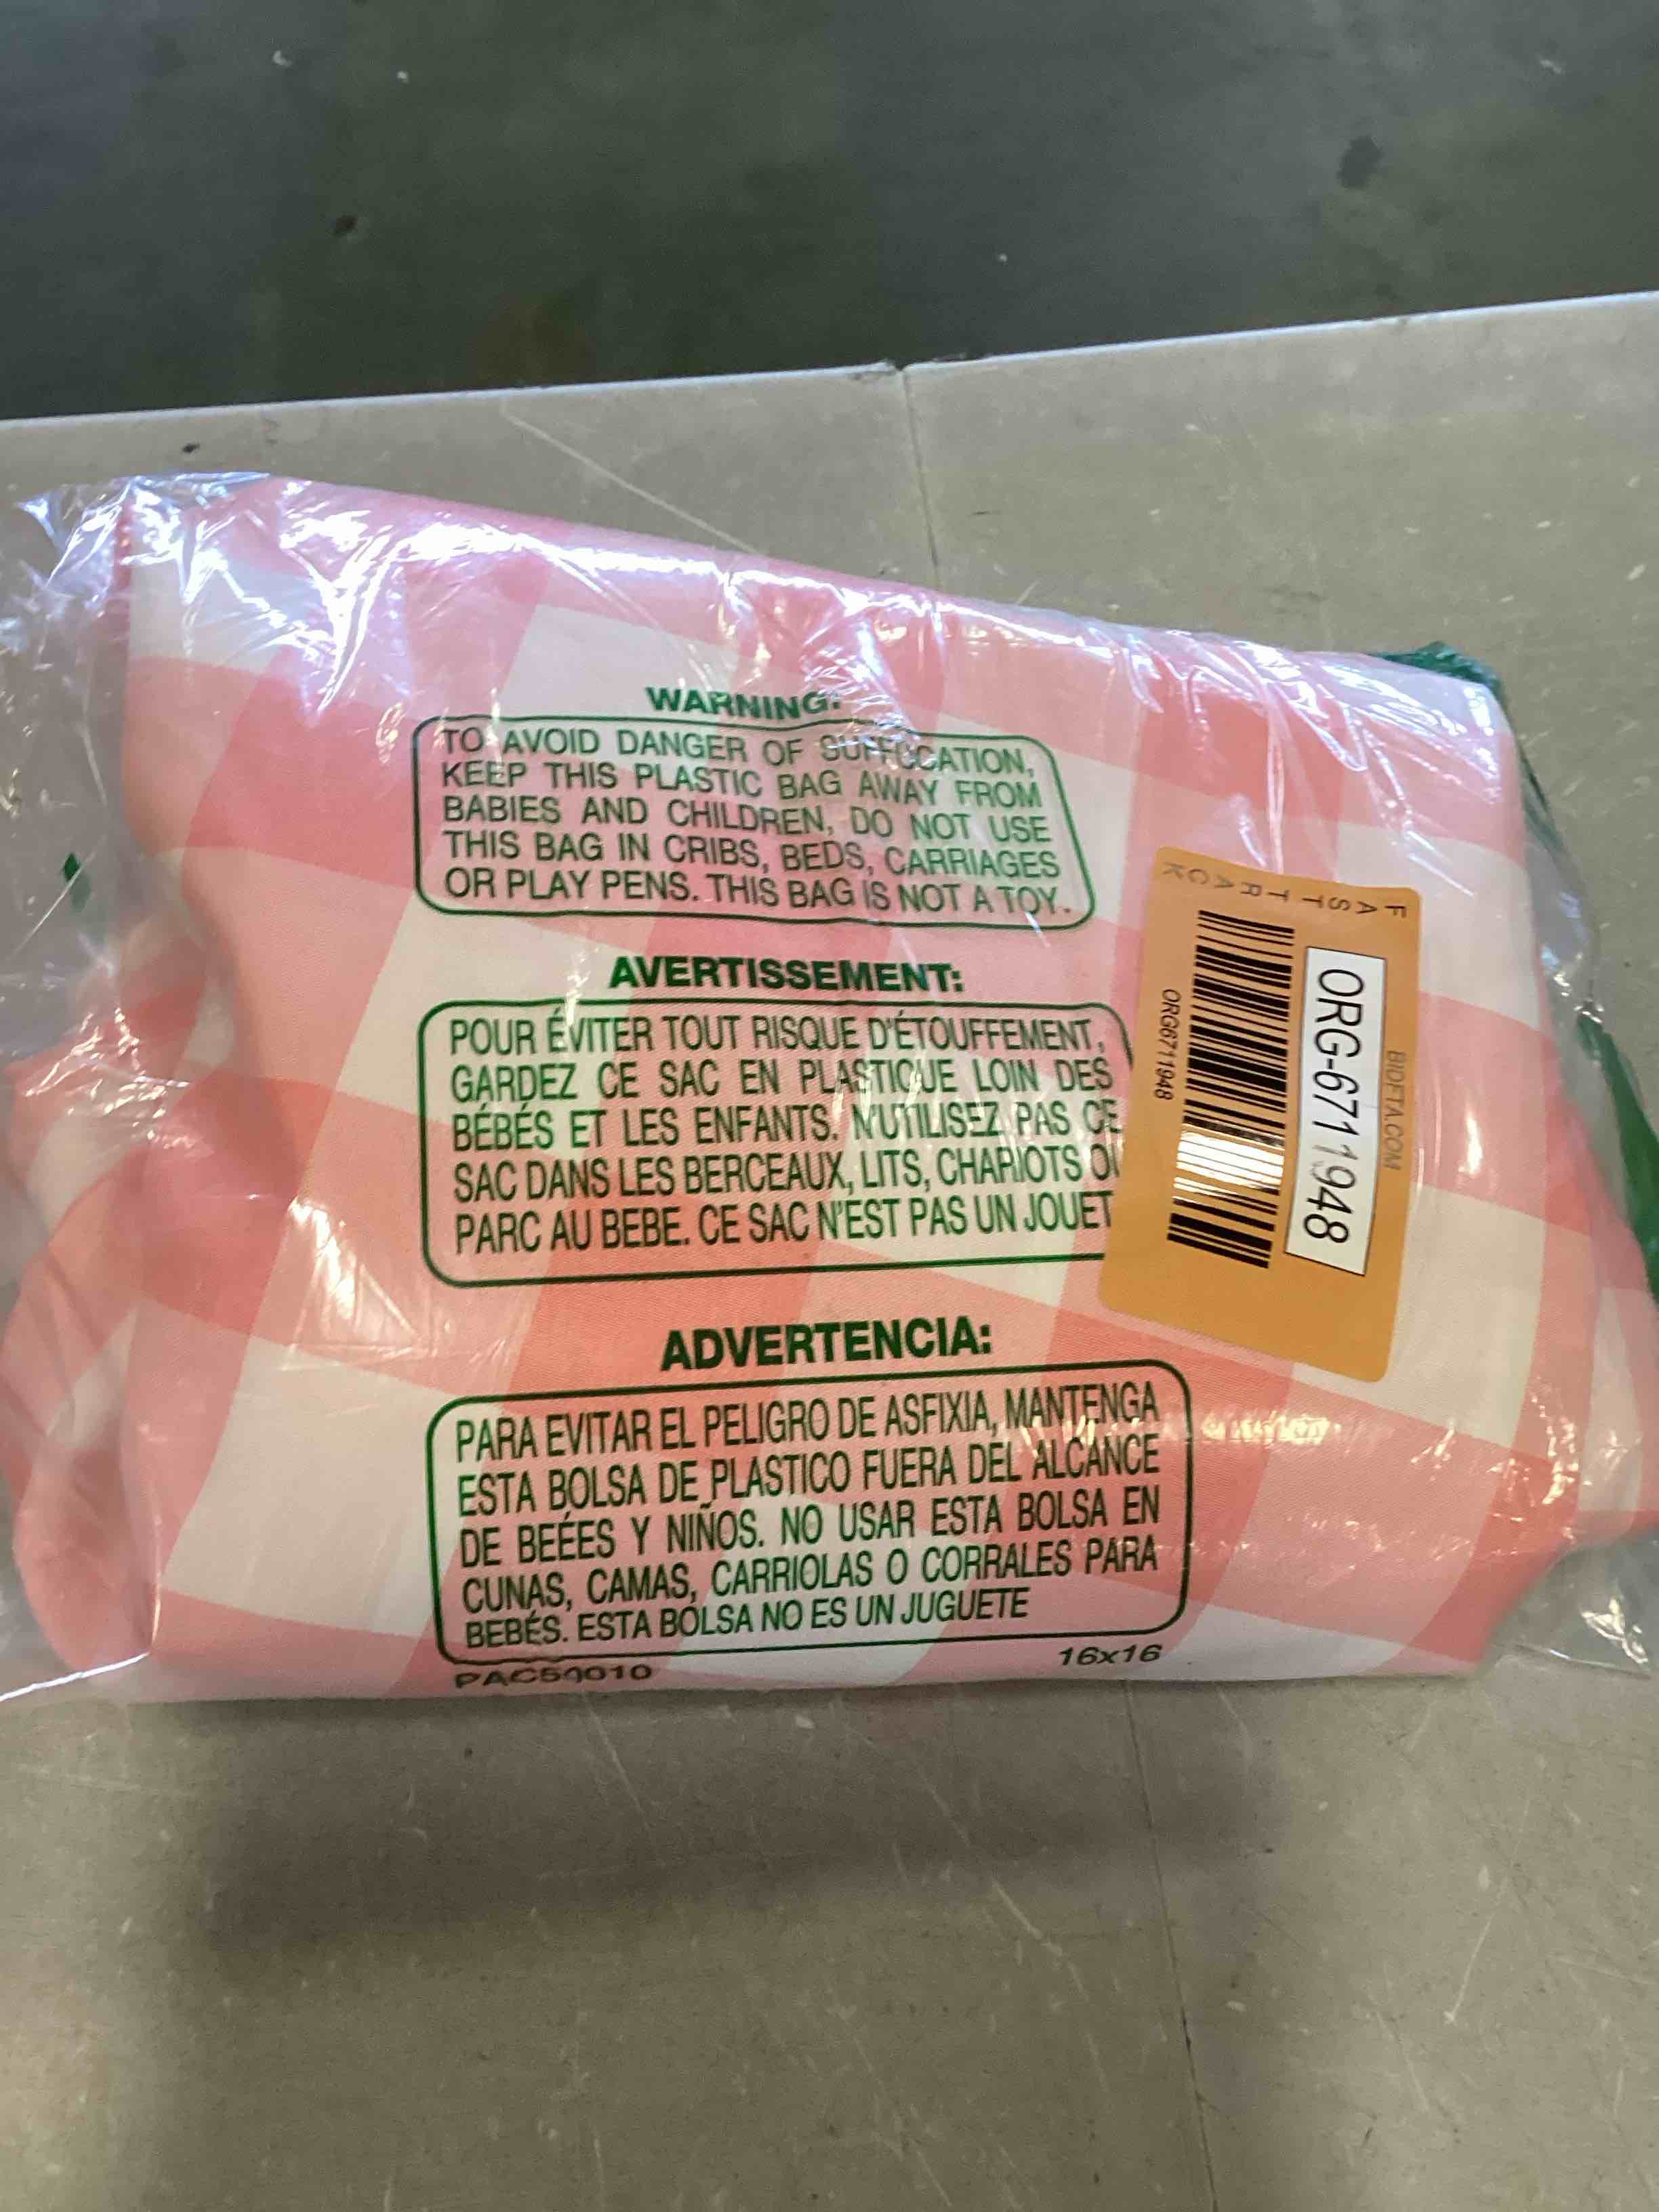 WARNING:
TO AVOID DANGER OF SUFFOCATION,
KEEP THIS PLASTIC BAG AWAY FROM
BABIES AND CHILDREN, DO NOT USE
THIS BAG IN CRIBS, BEDS, CARRIAGES
OR PLAY PENS. THIS BAG IS NOT A TOY.
AVERTISSEMENT:
POUR ÉVITER TOUT RISQUE D'ÉTOUFFEMENT,
GARDEZ CE SAC EN PLASTIQUE LOIN DES
BÉBÉS ET LES ENFANTS. N'UTILISEZ PAS CE
SAC DANS LES BERCEAUX, LITS, CHARIOTS
PARC AU BEBE. CE SAC N'EST PAS UN JOUET
ADVERTENCIA:
PARA EVITAR EL PELIGRO DE ASFIXIA, MANTENGA
ESTA BOLSA DE PLASTICO FUERA DEL ALCANCE
DE BEÉES Y NIÑOS. NO USAR ESTA BOLSA EN
CUNAS, CAMAS, CARRIOLAS O CORRALES PARA
BEBÉS. ESTA BOLSA NO ES UN JUGUETE
16x16
FAST
TRACK
BIDFTA.COM
ORG-6711948
ORG6711948